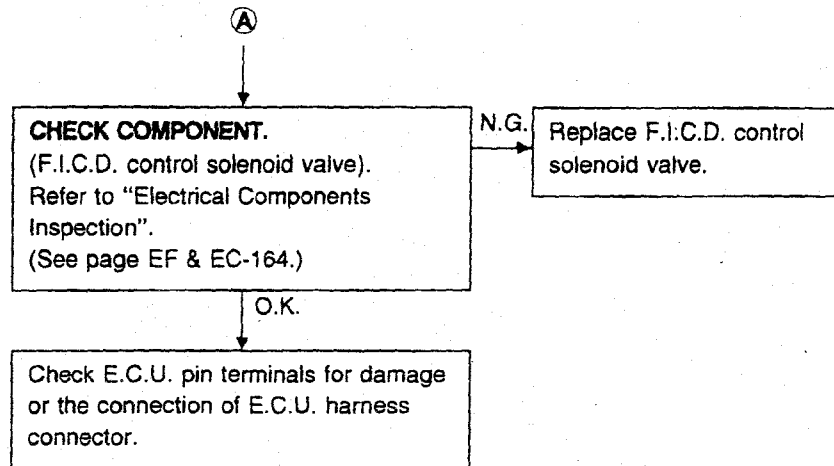 A
CHECK COMPONENT.
(F.I.C.D. control solenoid valve).
Refer to “Electrical Components
Inspection”.
(See page EF & EC-164.)
N.G.
Replace F.I.C.D. control
solenoid valve.
O.K.
Check E.C.U. pin terminals for damage
or the connection of E.C.U. harness
connector.